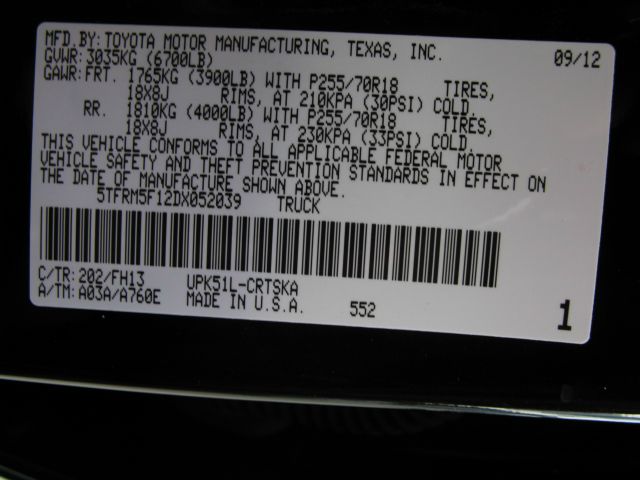 MFD.BY: TOYOTA MOTOR MANUFACTURING, TEXAS, INC. 09/12
GVWR: 3035KG (6700LB)
GAWR: FRT. 1765KG (3900LB) WITH P255/70R18 TIRES,
18X8J RIMS, AT 210KPA (30PSI) COLD.
RR. 1810KG (4000LB) WITH P255/70R18 TIRES,
18X8J RIMS, AT 230KPA (33PSI) COLD.
THIS VEHICLE CONFORMS TO ALL APPLICABLE FEDERAL MOTOR
VEHICLE SAFETY AND THEFT PREVENTION STANDARDS IN EFFECT ON
THE DATE OF MANUFACTURE SHOWN ABOVE.
5TFRM5F12DX052039 TRUCK
C/TR: 202/FH13 UPK51L-CRTSKA
A/TM: A03A/A760E MADE IN U.S.A. 552 1